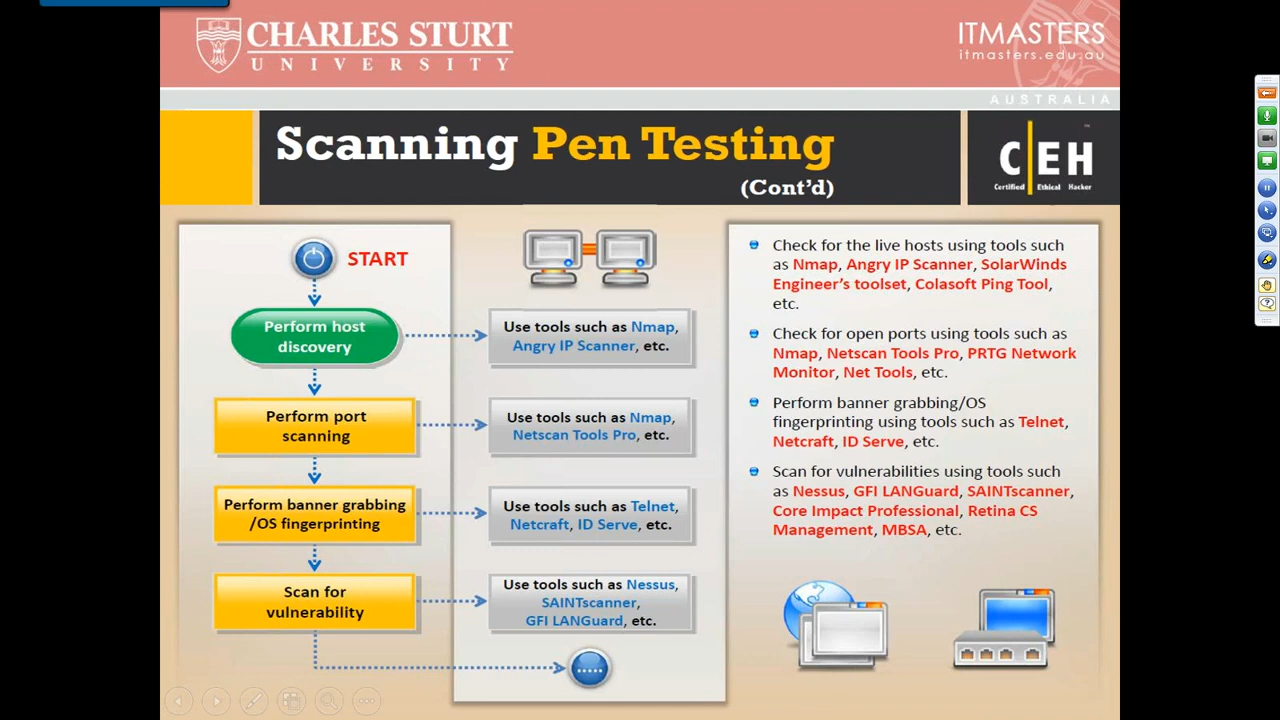 CHARLES STURT
UNIVERSITY
ITMASTERS
itmasters.edu.au
AUSTRALIA
Scanning Pen Testing
(Cont'd)
CEH
Certified Ethical Hacker
START
Perform host
discovery
Use tools such as Nmap,
Angry IP Scanner, etc.
Perform port
scanning
Use tools such as Nmap,
Netscan Tools Pro, etc.
Perform banner grabbing
/OS fingerprinting
Use tools such as Telnet,
Netcraft, ID Serve, etc.
Scan for
vulnerability
Use tools such as Nessus,
SAINTscanner,
GFI LANGuard, etc.
Check for the live hosts using tools such
as Nmap, Angry IP Scanner, SolarWinds
Engineer's toolset, Colasoft Ping Tool,
etc.
Check for open ports using tools such as
Nmap, Netscan Tools Pro, PRTG Network
Monitor, Net Tools, etc.
Perform banner grabbing/OS
fingerprinting using tools such as Telnet,
Netcraft, ID Serve, etc.
Scan for vulnerabilities using tools such
as Nessus, GFI LANGuard, SAINTscanner,
Core Impact Professional, Retina CS
Management, MBSA, etc.